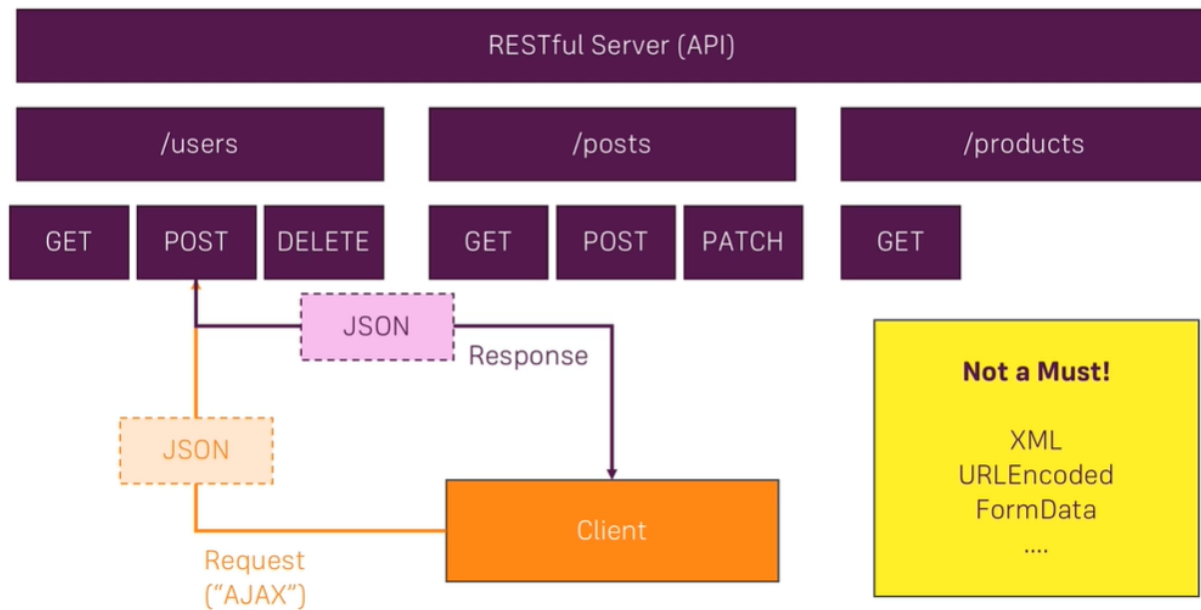 RESTful Server (API)
/users
/posts
/products
GET
POST
DELETE
GET
POST
PATCH
GET
JSON
Response
JSON
Client
Request
(“AJAX”)
Not a Must!
XML
URLEncoded
FormData
....